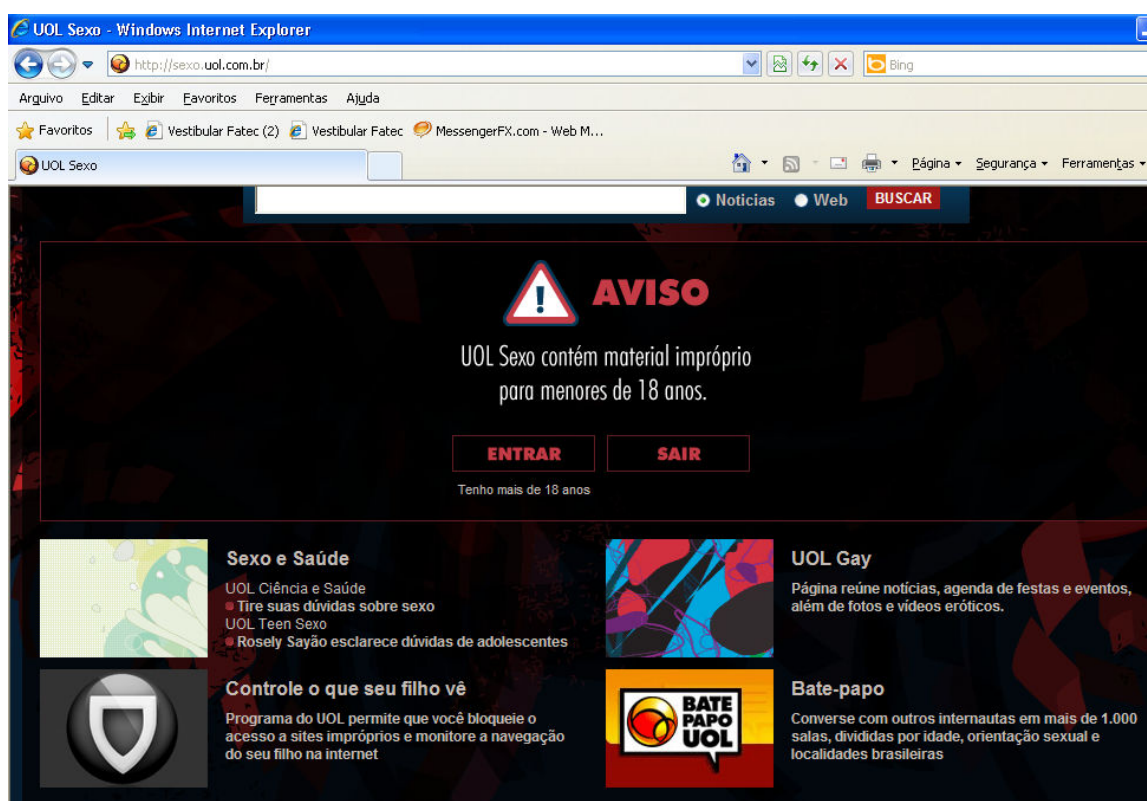 UOL Sexo - Windows Internet Explorer
http://sexo.uol.com.br/
Bing
Arquivo Editar Exibir Favoritos Ferramentas Ajuda
Favoritos Vestibular Fatec (2) Vestibular Fatec MessengerFX.com - Web M...
UOL Sexo Página Segurança Ferramentas
Noticias Web BUSCAR
AVISO
UOL Sexo contém material impróprio
para menores de 18 anos.
ENTRAR SAIR
Tenho mais de 18 anos
Sexo e Saúde
UOL Ciência e Saúde
Tire suas dúvidas sobre sexo
UOL Teen Sexo
Rosely Sayão esclarece dúvidas de adolescentes
UOL Gay
Página reúne notícias, agenda de festas e eventos,
além de fotos e vídeos eróticos.
Controle o que seu filho vê
Programa do UOL permite que você bloqueie o
acesso a sites impróprios e monitore a navegação
do seu filho na internet
BATE
PAPO
UOL
Bate-papo
Converse com outros internautas em mais de 1.000
salas, divididas por idade, orientação sexual e
localidades brasileiras